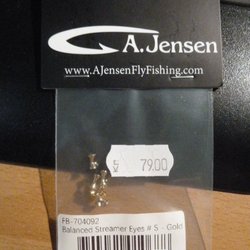 A.Jensen
www.AJensenFlyFishing.com
79.00
FB-704092
Balanced Streamer Eyes # S - Gold